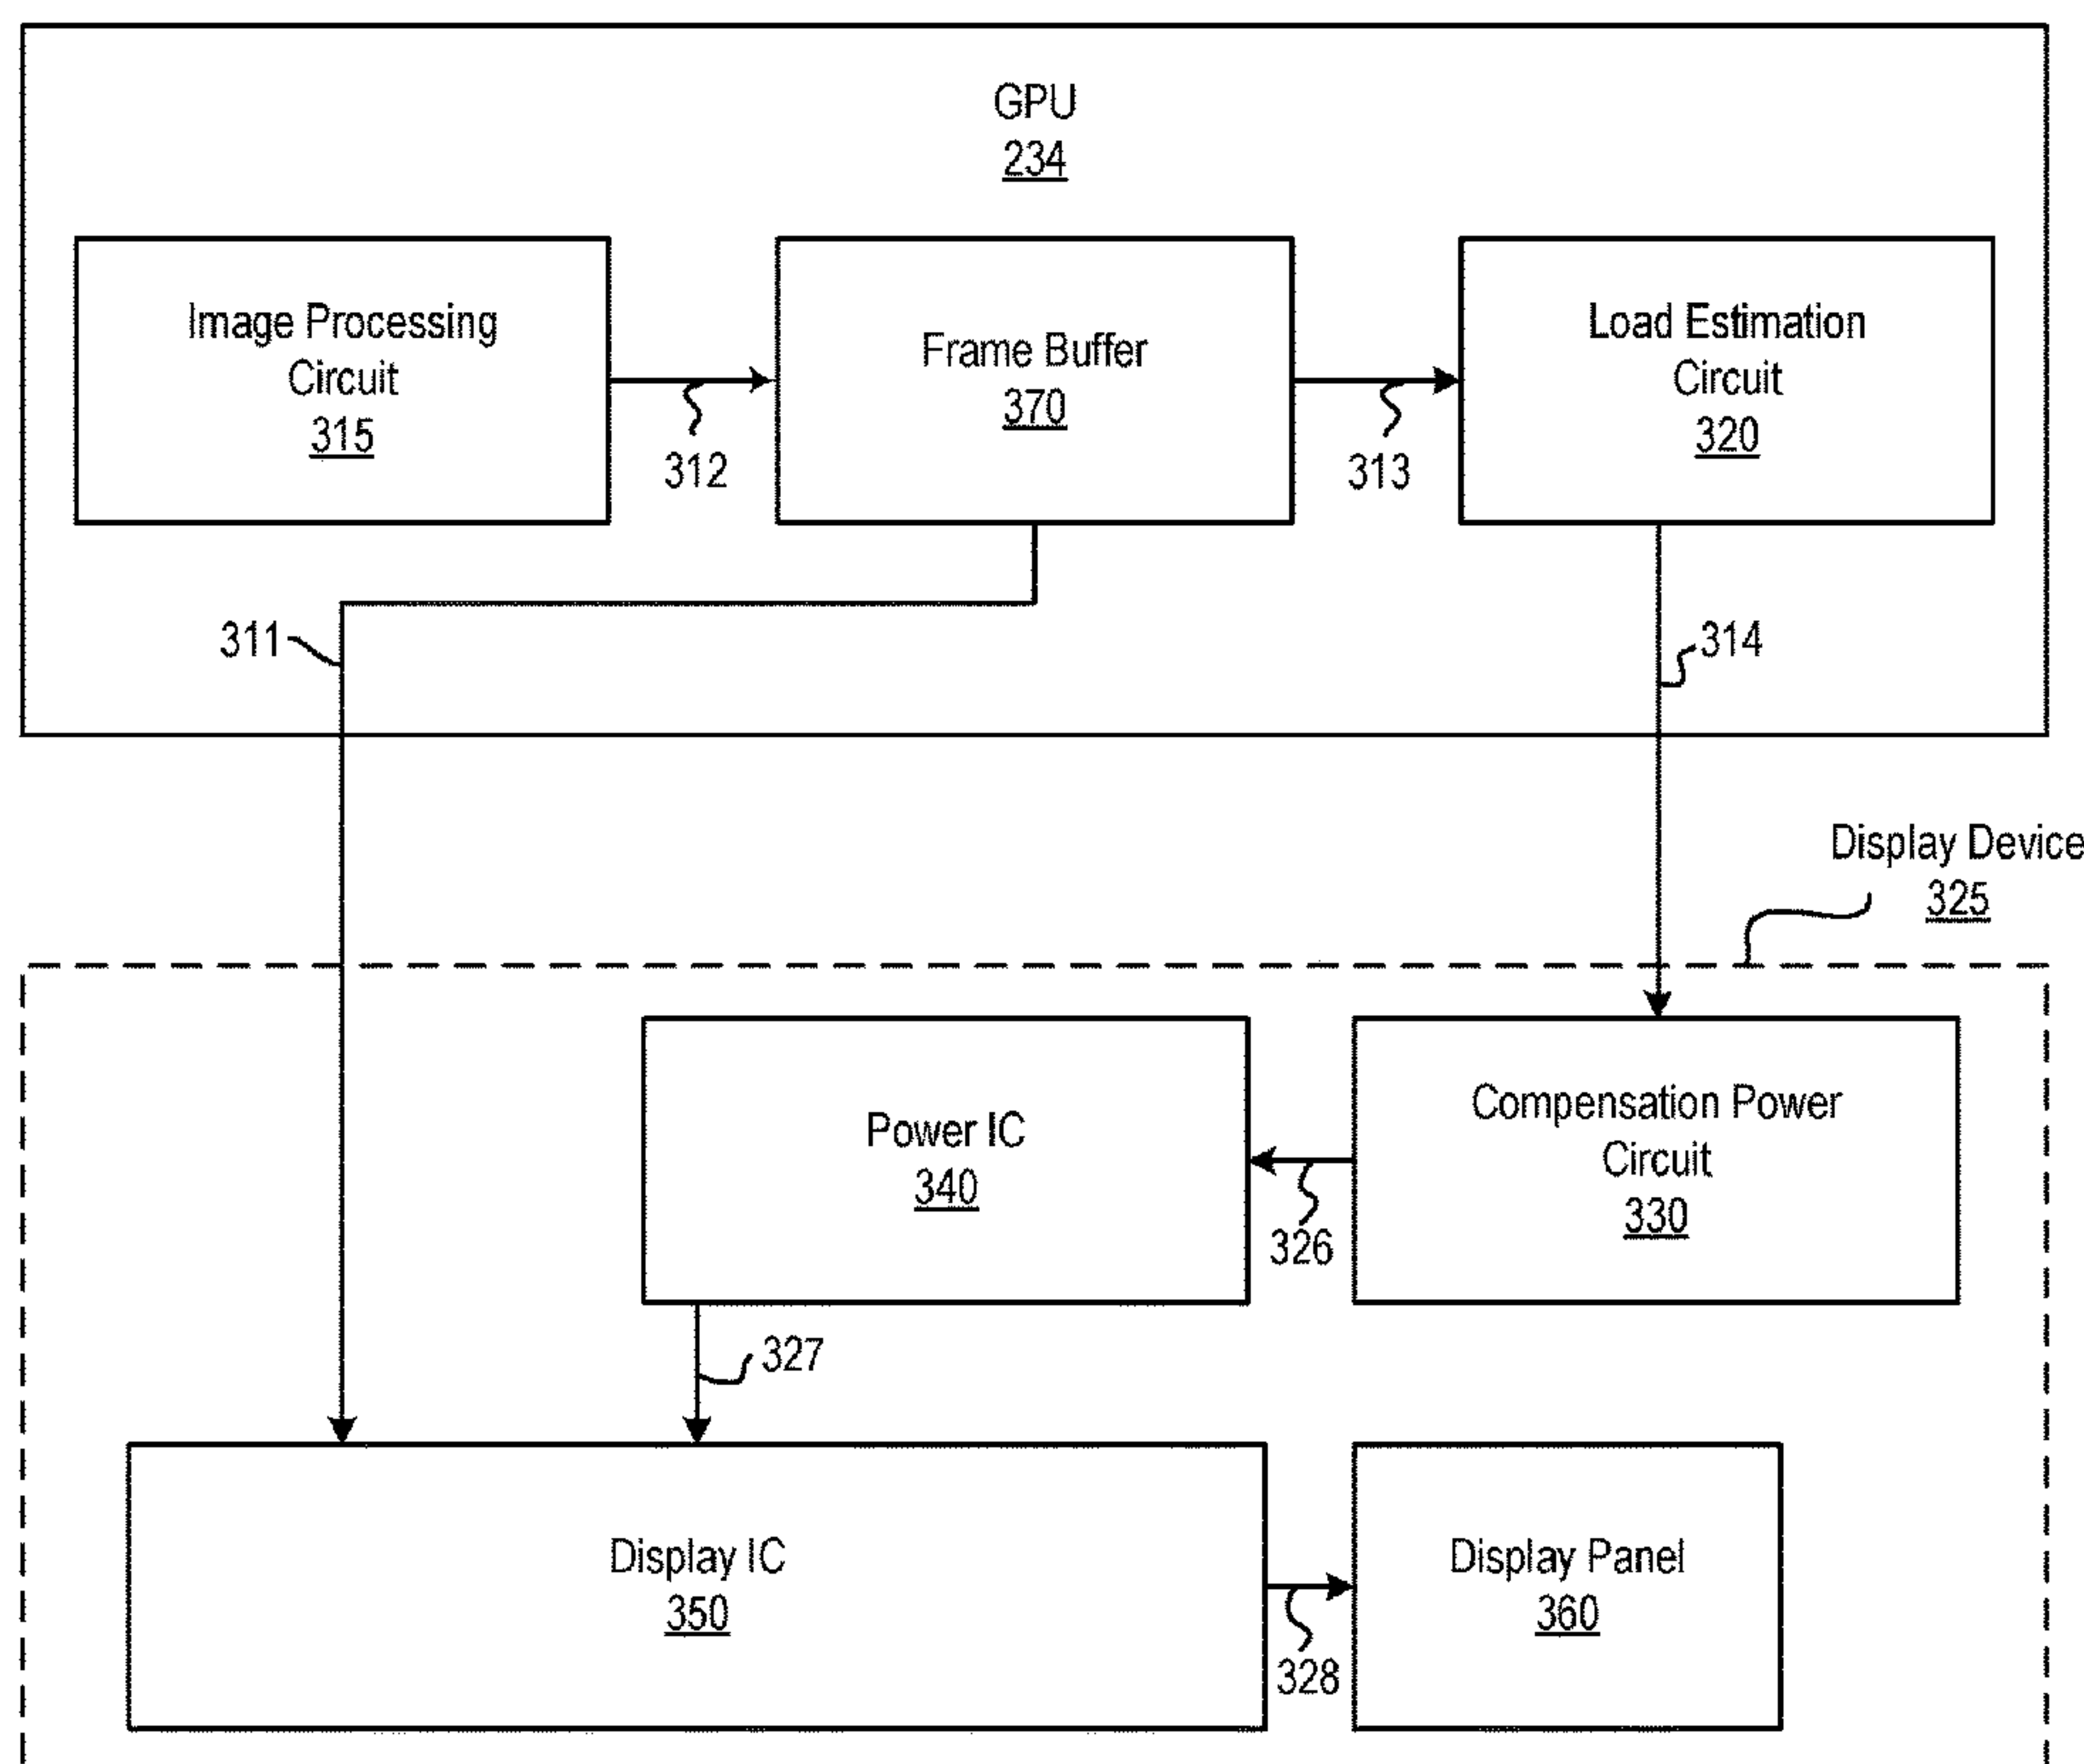 GPU
234
Image Processing
Circuit
315
Frame Buffer
370
Load Estimation
Circuit
320
312
313
311
314
Display Device
325
Power IC
340
Compensation Power
Circuit
330
326
327
Display IC
350
Display Panel
360
328